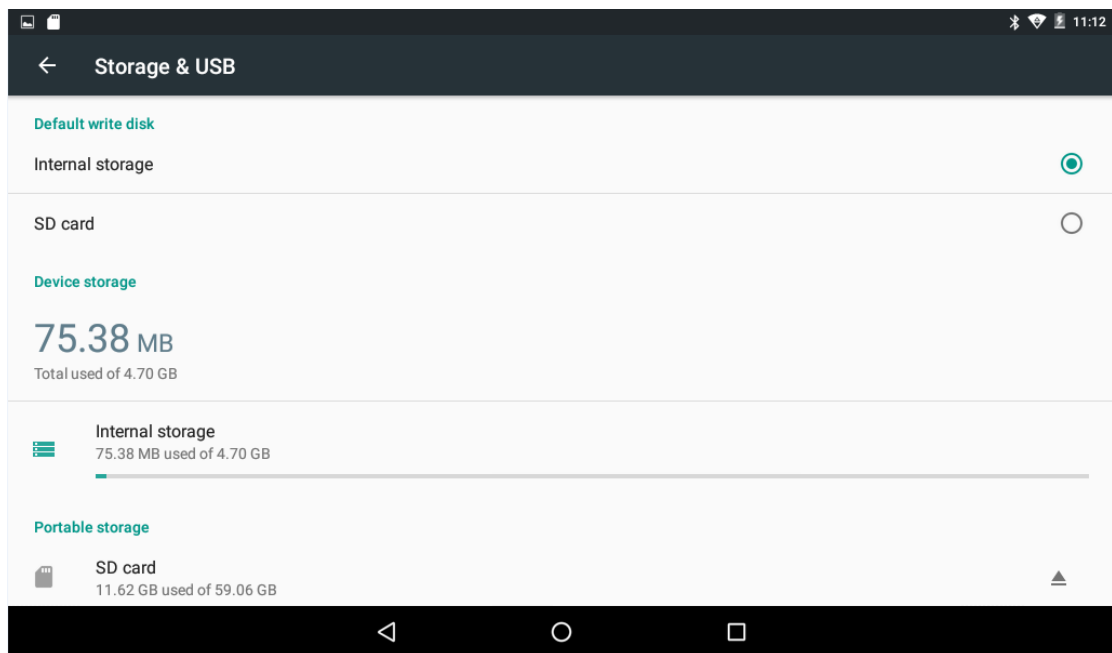 11:12
Storage & USB
Default write disk
Internal storage
SD card
Device storage
75.38 MB
Total used of 4.70 GB
Internal storage
75.38 MB used of 4.70 GB
Portable storage
SD card
11.62 GB used of 59.06 GB